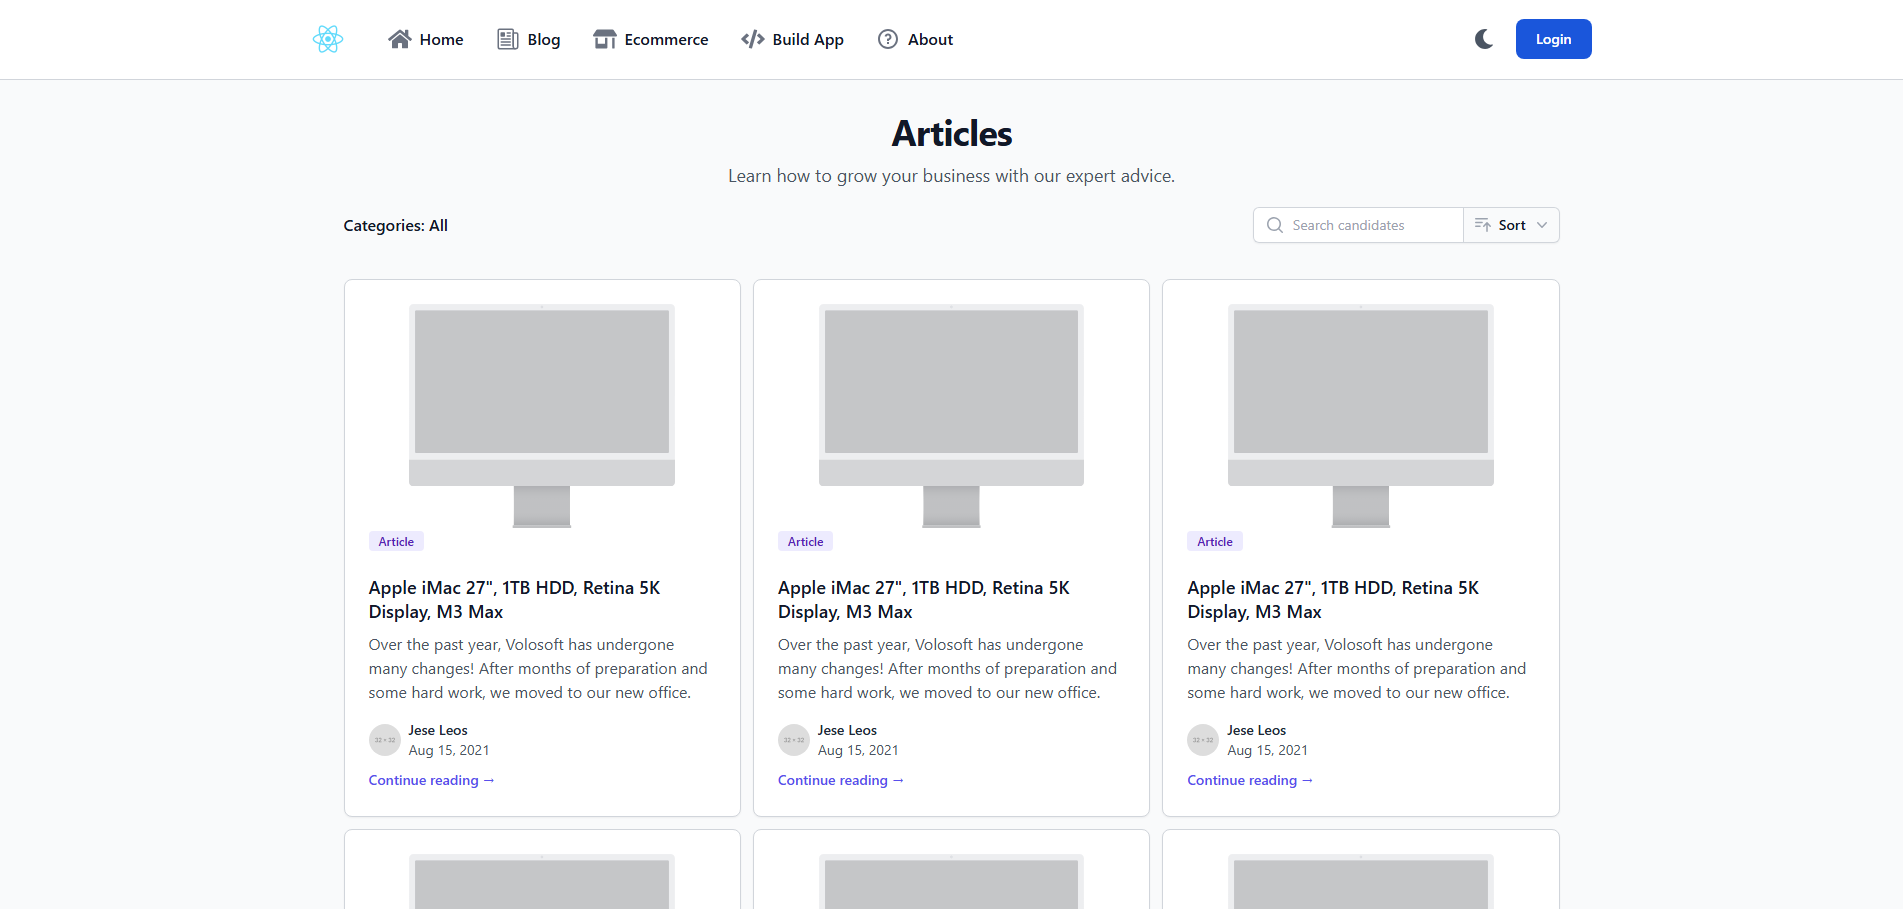 Home Blog Ecommerce Build App About Login
Articles
Learn how to grow your business with our expert advice.
Categories: All
Search candidates Sort
Article
Apple iMac 27", 1TB HDD, Retina 5K
Display, M3 Max
Over the past year, Volosoft has undergone
many changes! After months of preparation and
some hard work, we moved to our new office.
32 × 32
Jese Leos
Aug 15, 2021
Continue reading →
Article
Apple iMac 27", 1TB HDD, Retina 5K
Display, M3 Max
Over the past year, Volosoft has undergone
many changes! After months of preparation and
some hard work, we moved to our new office.
32 × 32
Jese Leos
Aug 15, 2021
Continue reading →
Article
Apple iMac 27", 1TB HDD, Retina 5K
Display, M3 Max
Over the past year, Volosoft has undergone
many changes! After months of preparation and
some hard work, we moved to our new office.
32 × 32
Jese Leos
Aug 15, 2021
Continue reading →